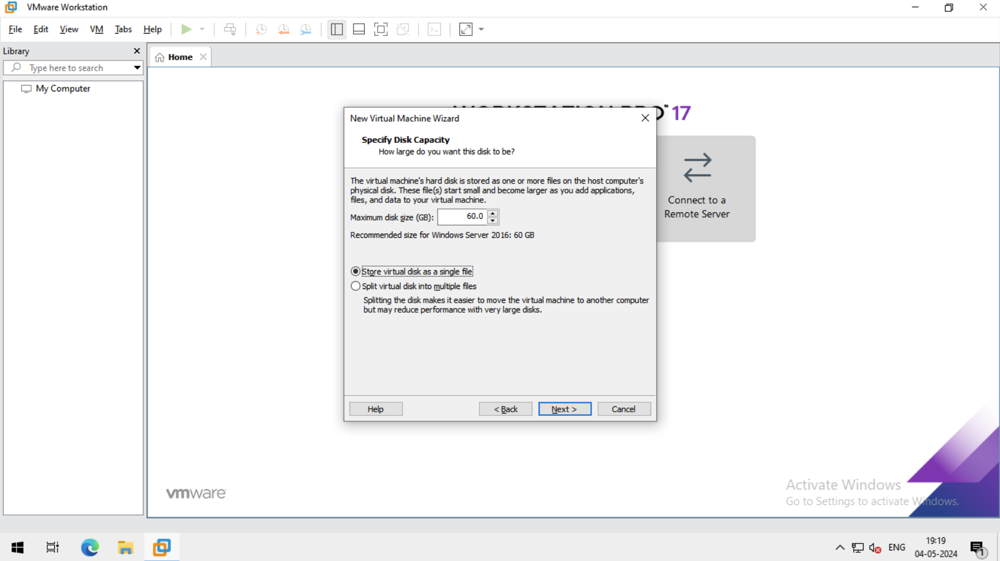 VMware Workstation
File Edit View VM Tabs Help
Library
Type here to search
My Computer
Home
WORKSTATION PRO™ 17
New Virtual Machine Wizard
Specify Disk Capacity
How large do you want this disk to be?
The virtual machine's hard disk is stored as one or more files on the host computer's
physical disk. These file(s) start small and become larger as you add applications,
files, and data to your virtual machine.
Maximum disk size (GB): 60.0
Recommended size for Windows Server 2016: 60 GB
Store virtual disk as a single file
Split virtual disk into multiple files
Splitting the disk makes it easier to move the virtual machine to another computer
but may reduce performance with very large disks.
Help < Back Next > Cancel
Connect to a
Remote Server
vmware
Activate Windows
Go to Settings to activate Windows.
ENG
19:19
04-05-2024
1